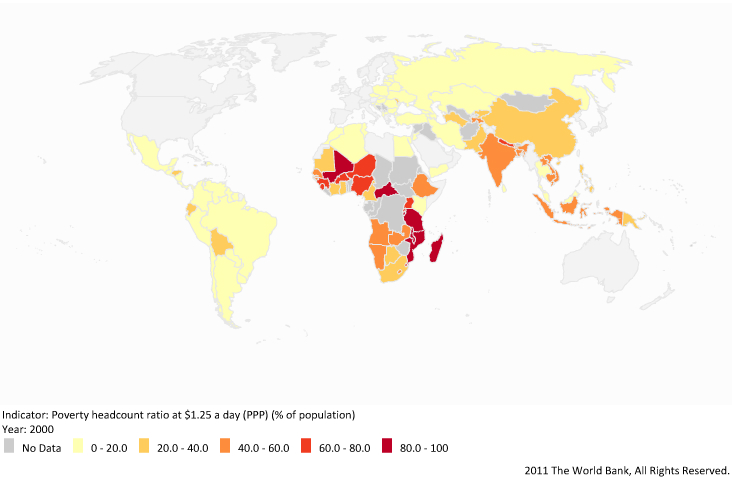 Indicator: Poverty headcount ratio at $1.25 a day (PPP) (% of population)
Year: 2000
No Data 0 - 20.0 20.0 - 40.0 40.0 - 60.0 60.0 - 80.0 80.0 - 100
2011 The World Bank, All Rights Reserved.